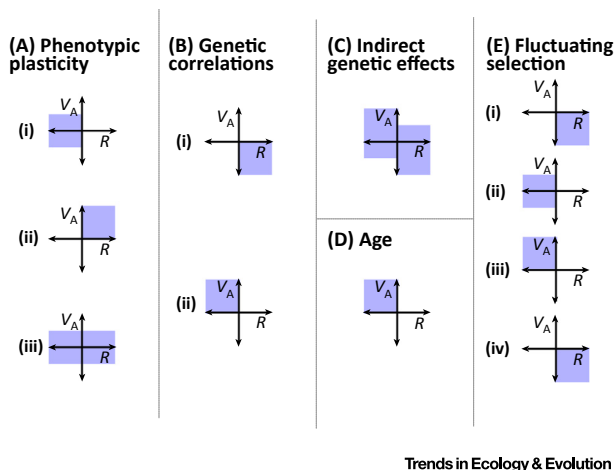 (A) Phenotypic
plasticity
(i)
VA
R
(ii)
VA
R
(iii)
VA
R
(B) Genetic
correlations
(i)
VA
R
(ii)
VA
R
(C) Indirect
genetic effects
VA
R
(D) Age
VA
R
(E) Fluctuating
selection
(i)
VA
R
(ii)
VA
R
(iii)
VA
R
(iv)
VA
R
Trends in Ecology & Evolution